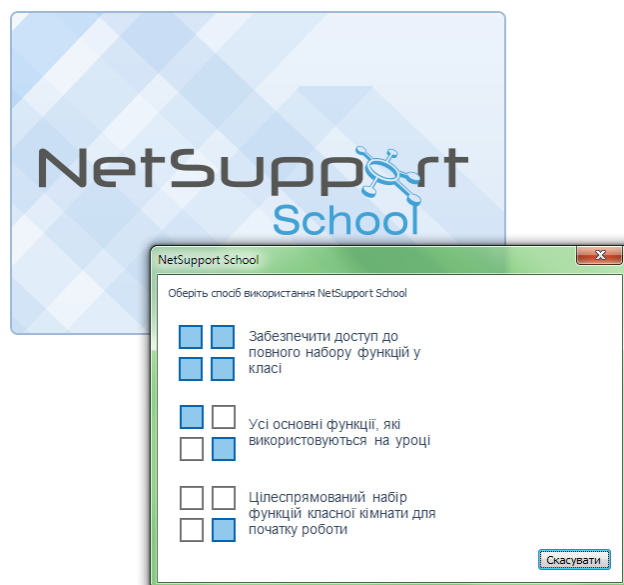 NetSupport
School
NetSupport School
Оберіть спосіб використання NetSupport School
Забезпечити доступ до
повного набору функцій у
класі
Усі основні функції, які
використовуються на уроці
Цілеспрямований набір
функцій класної кімнати для
початку роботи
Скасувати